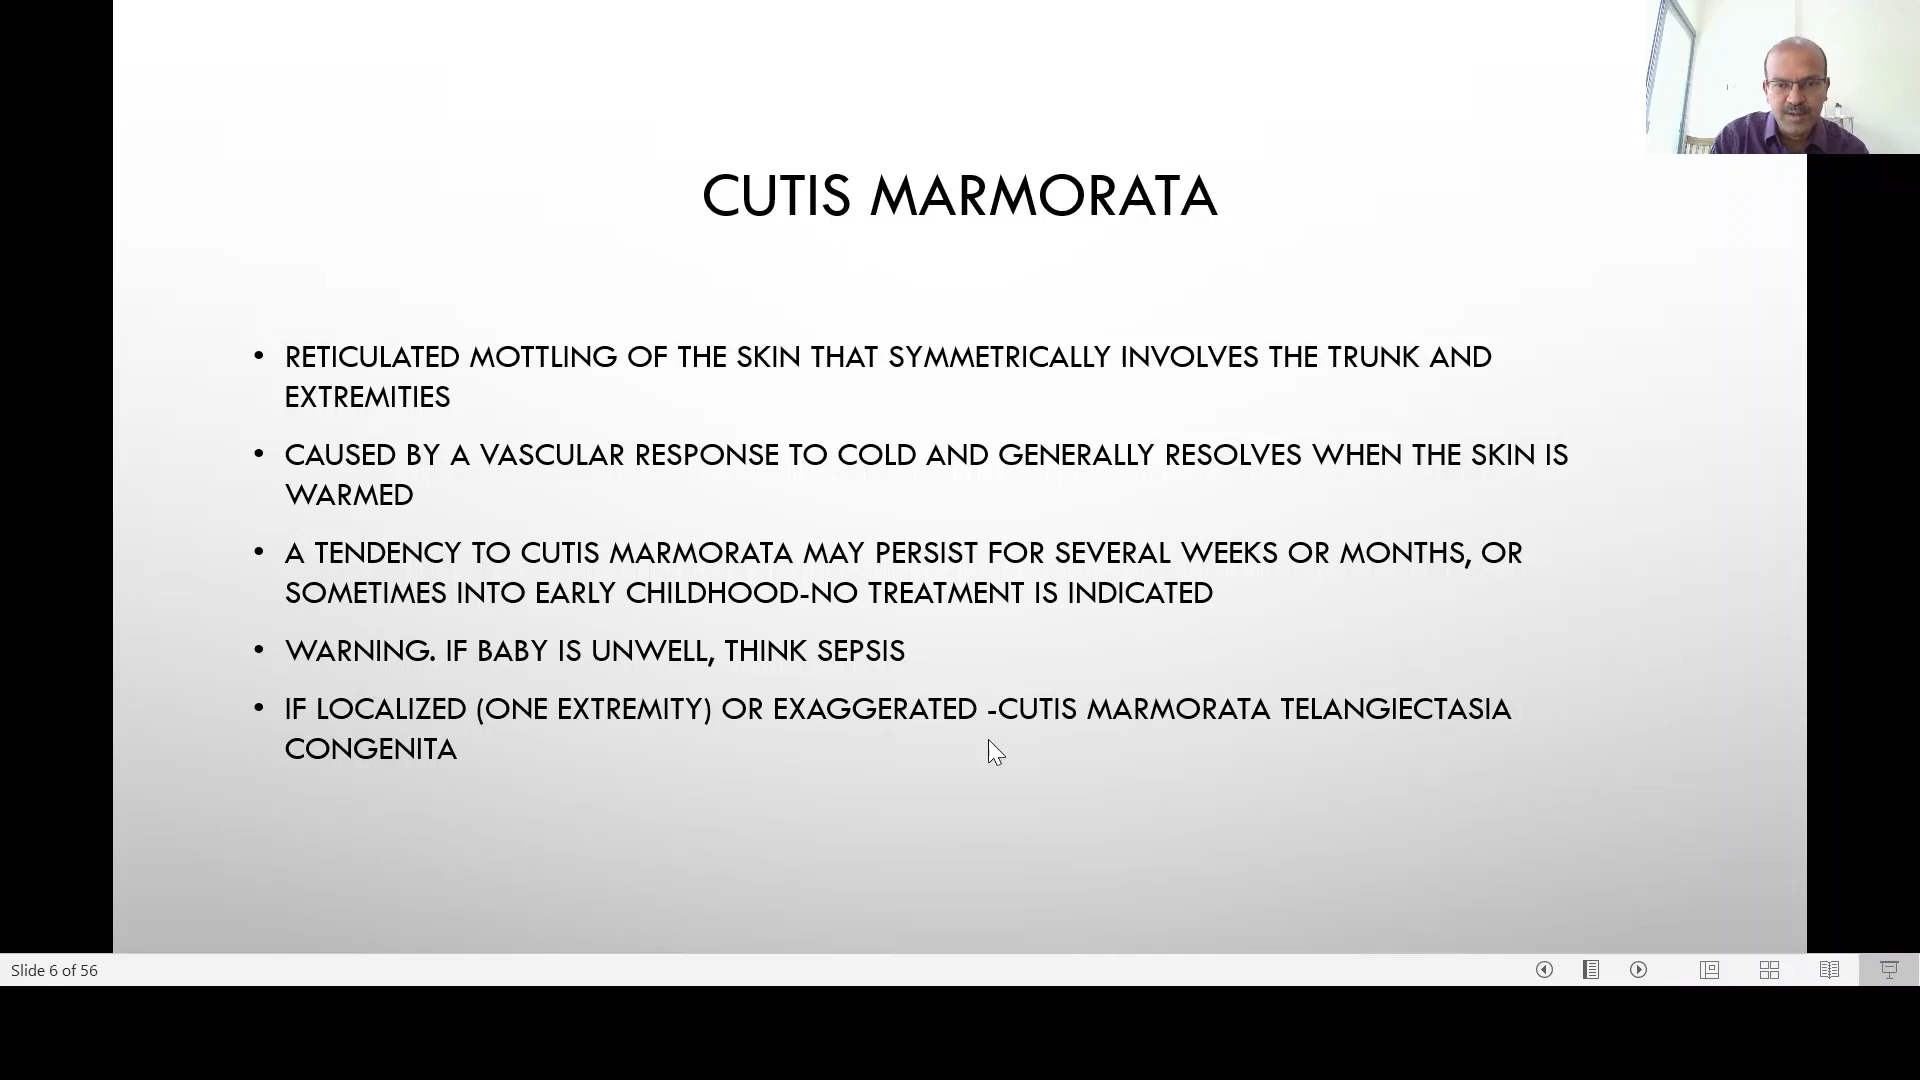 CUTIS MARMORATA
• RETICULATED MOTTLING OF THE SKIN THAT SYMMETRICALLY INVOLVES THE TRUNK AND
EXTREMITIES
• CAUSED BY A VASCULAR RESPONSE TO COLD AND GENERALLY RESOLVES WHEN THE SKIN IS
WARMED
• A TENDENCY TO CUTIS MARMORATA MAY PERSIST FOR SEVERAL WEEKS OR MONTHS, OR
SOMETIMES INTO EARLY CHILDHOOD-NO TREATMENT IS INDICATED
• WARNING. IF BABY IS UNWELL, THINK SEPSIS
• IF LOCALIZED (ONE EXTREMITY) OR EXAGGERATED -CUTIS MARMORATA TELANGIECTASIA
CONGENITA
Slide 6 of 56